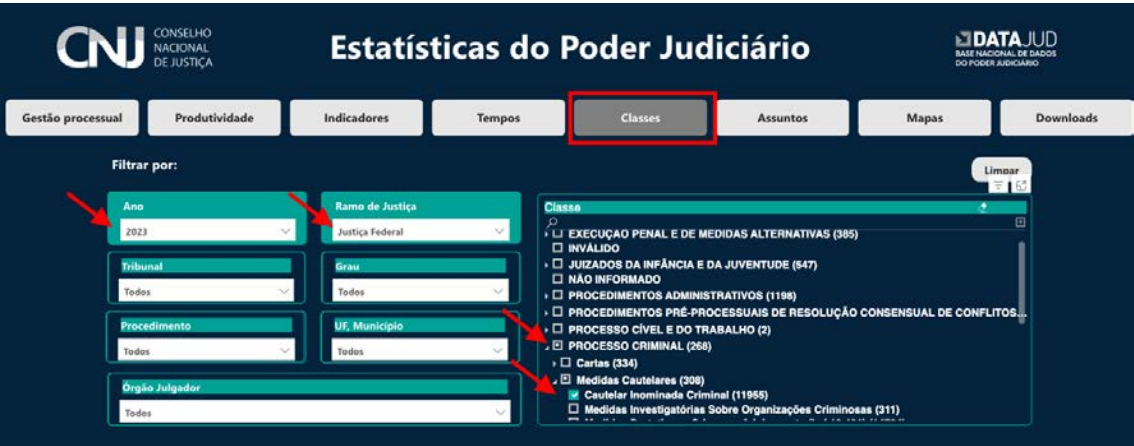 CNJ
CONSELHO
NACIONAL
DE JUSTIÇA
Estatísticas do Poder Judiciário
DATAJUD
BASE NACIONAL DE DADOS
DO PODER JUDICIÁRIO
Gestão processual
Produtividade
Indicadores
Tempos
Classes
Assuntos
Mapas
Downloads
Filtrar por:
Limpar
Ano
2023
Ramo de Justiça
Justiça Federal
Tribunal
Todos
Grau
Todos
Procedimento
Todos
UF, Município
Todos
Órgão Julgador
Todos
Classe
EXECUÇAO PENAL E DE MEDIDAS ALTERNATIVAS (385)
INVÁLIDO
JUIZADOS DA INFÂNCIA E DA JUVENTUDE (547)
NÃO INFORMADO
PROCEDIMENTOS ADMINISTRATIVOS (1198)
PROCEDIMENTOS PRÉ-PROCESSUAIS DE RESOLUÇÃO CONSENSUAL DE CONFLITOS...
PROCESSO CÍVEL E DO TRABALHO (2)
PROCESSO CRIMINAL (268)
Cartas (334)
Medidas Cautelares (308)
Cautelar Inominada Criminal (11955)
Medidas Investigatórias Sobre Organizações Criminosas (311)